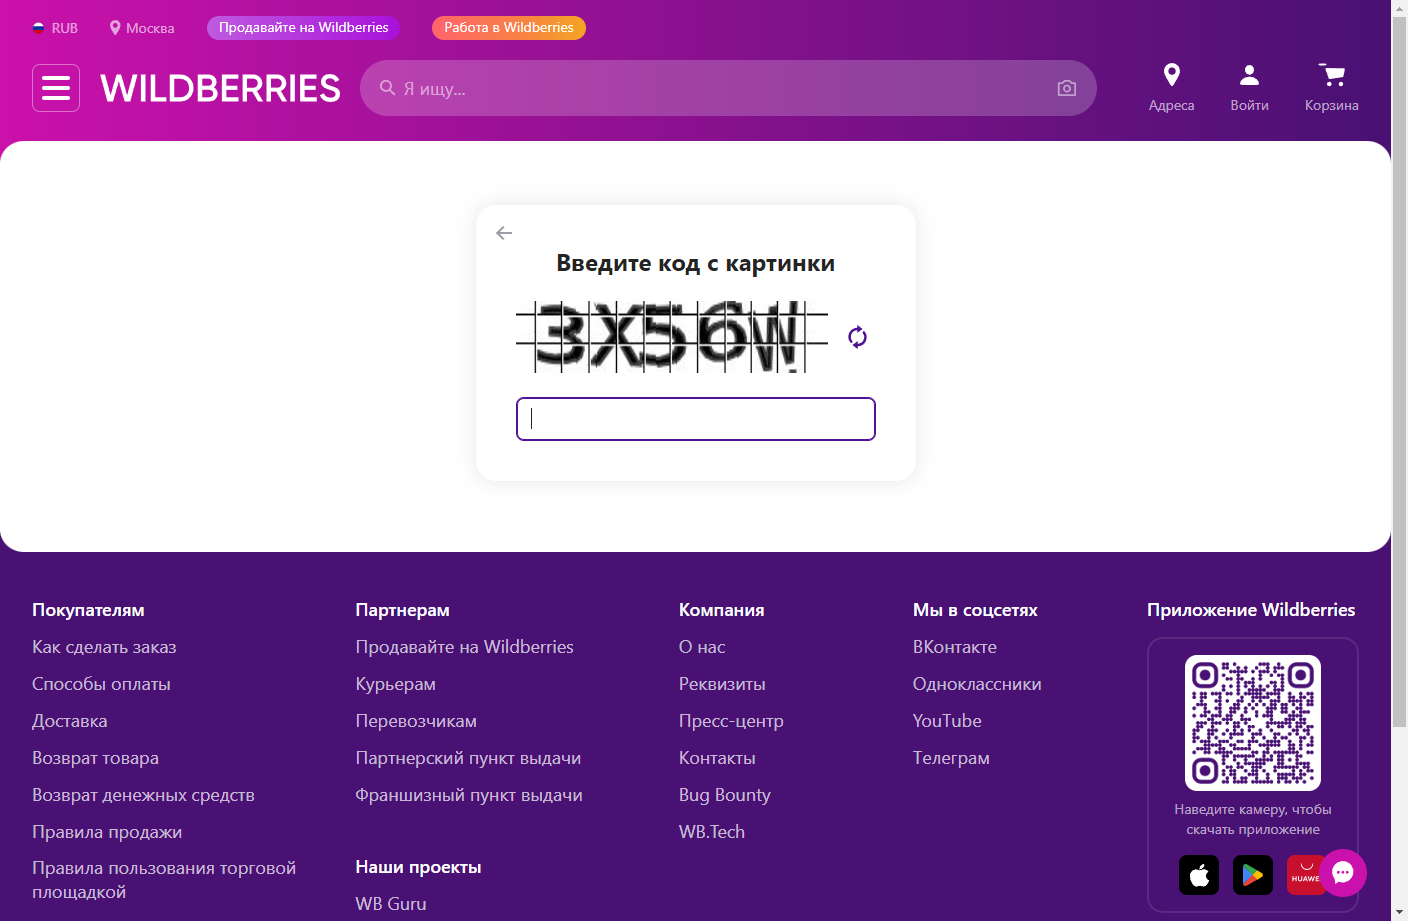 RUB
Москва
Продавайте на Wildberries
Работа в Wildberries
WILDBERRIES
Я ищу...
Адреса
Войти
Корзина
Введите код с картинки
Покупателям
Как сделать заказ
Способы оплаты
Доставка
Возврат товара
Возврат денежных средств
Правила продажи
Правила пользования торговой
площадкой
Партнерам
Продавайте на Wildberries
Курьерам
Перевозчикам
Партнерский пункт выдачи
Франшизный пункт выдачи
Наши проекты
WB Guru
Компания
О нас
Реквизиты
Пресс-центр
Контакты
Bug Bounty
WB.Tech
Мы в соцсетях
ВКонтакте
Одноклассники
YouTube
Телеграм
Приложение Wildberries
Наведите камеру, чтобы
скачать приложение